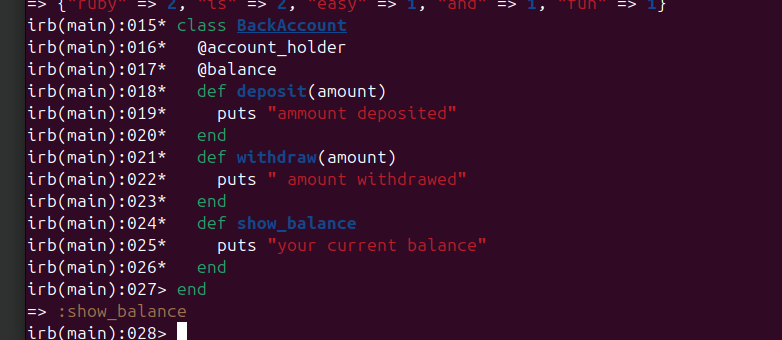 => {"ruby" => 2, "is" => 2, "easy" => 1, "and" => 1, "fun" => 1}
irb(main):015* class BackAccount
irb(main):016*   @account_holder
irb(main):017*   @balance
irb(main):018*   def deposit(amount)
irb(main):019*     puts "ammount deposited"
irb(main):020*   end
irb(main):021*   def withdraw(amount)
irb(main):022*     puts " amount withdrawed"
irb(main):023*   end
irb(main):024*   def show_balance
irb(main):025*     puts "your current balance"
irb(main):026*   end
irb(main):027> end
=> :show_balance
irb(main):028>